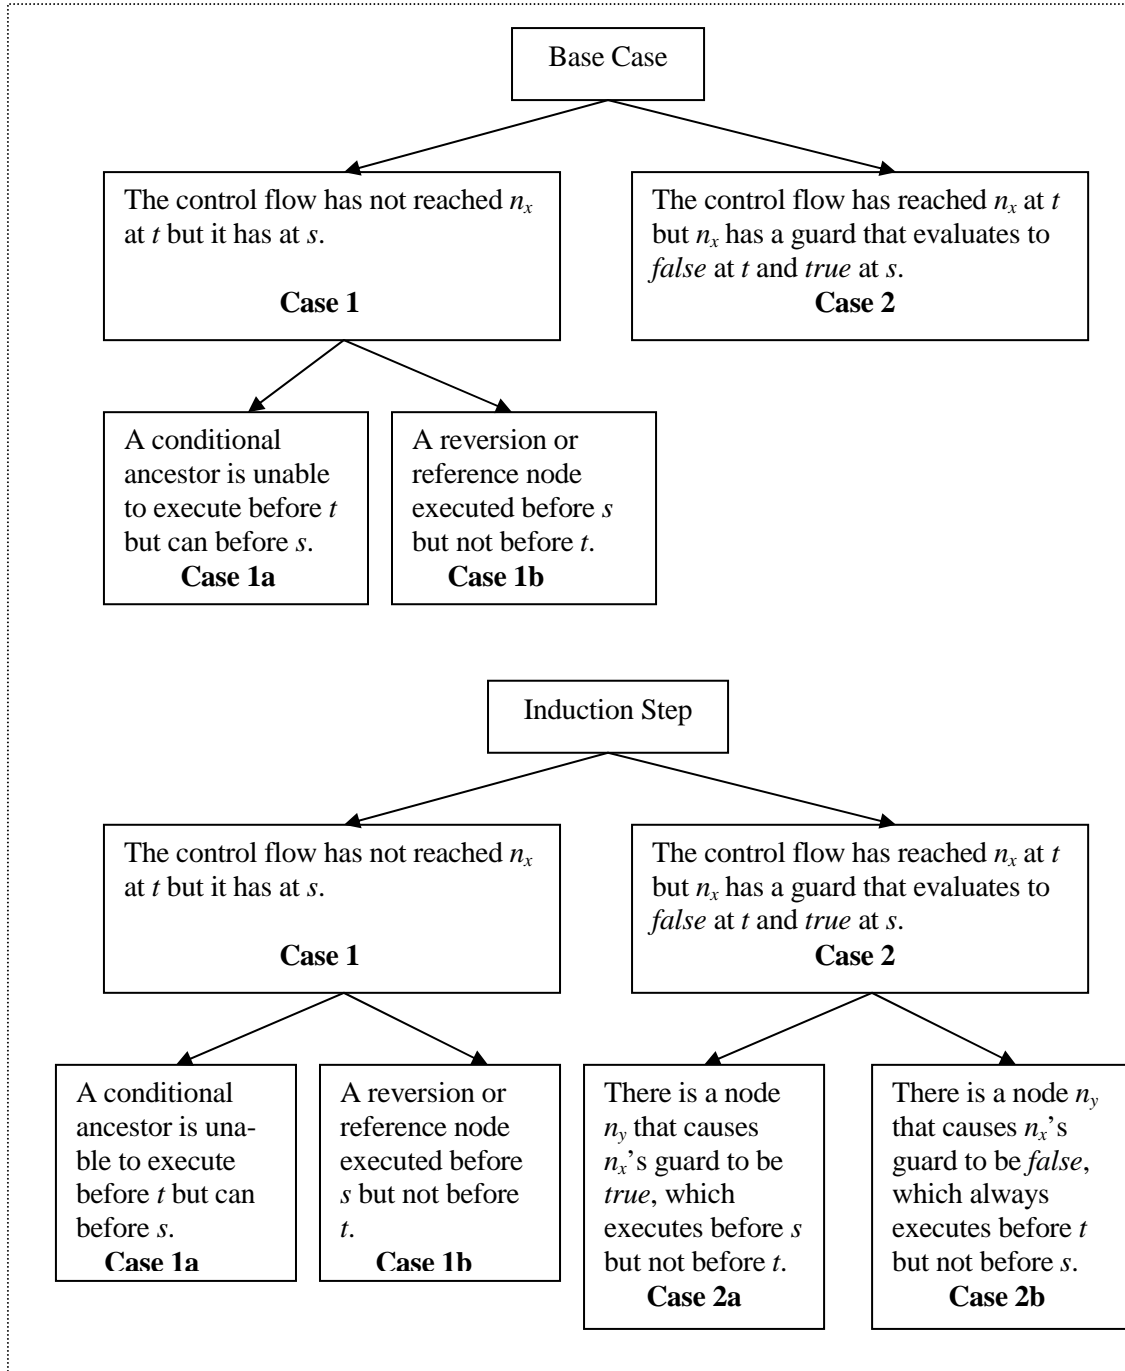 Base Case
The control flow has not reached nx
at t but it has at s.
Case 1
The control flow has reached nx at t
but nx has a guard that evaluates to
false at t and true at s.
Case 2
A conditional
ancestor is unable
to execute before t
but can before s.
Case 1a
A reversion or
reference node
executed before s
but not before t.
Case 1b
Induction Step
The control flow has not reached nx
at t but it has at s.
Case 1
The control flow has reached nx at t
but nx has a guard that evaluates to
false at t and true at s.
Case 2
A conditional
ancestor is una-
ble to execute
before t but can
before s.
Case 1a
A reversion or
reference node
executed before
s but not before
t.
Case 1b
There is a node
ny that causes
nx’s guard to be
true, which
executes before s
but not before t.
Case 2a
There is a node ny
that causes nx’s
guard to be false,
which always
executes before t
but not before s.
Case 2b